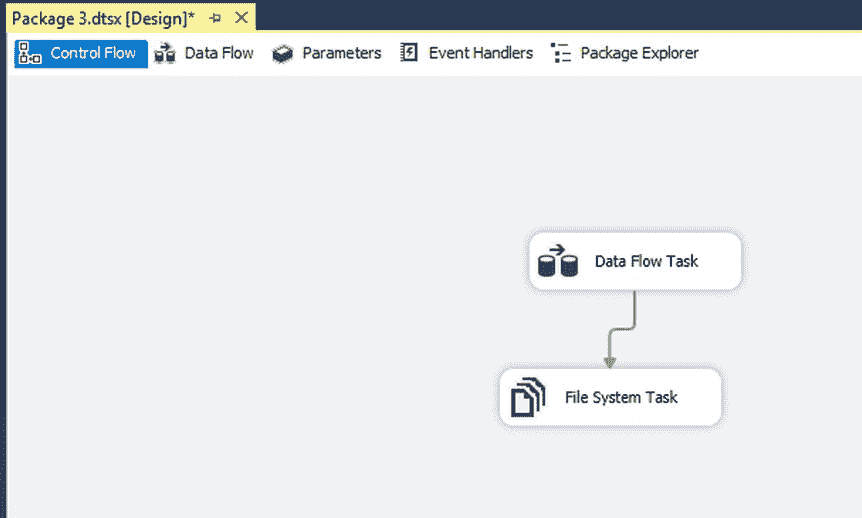 Package 3.dtsx [Design]*
Control Flow Data Flow Parameters Event Handlers Package Explorer
Data Flow Task
File System Task